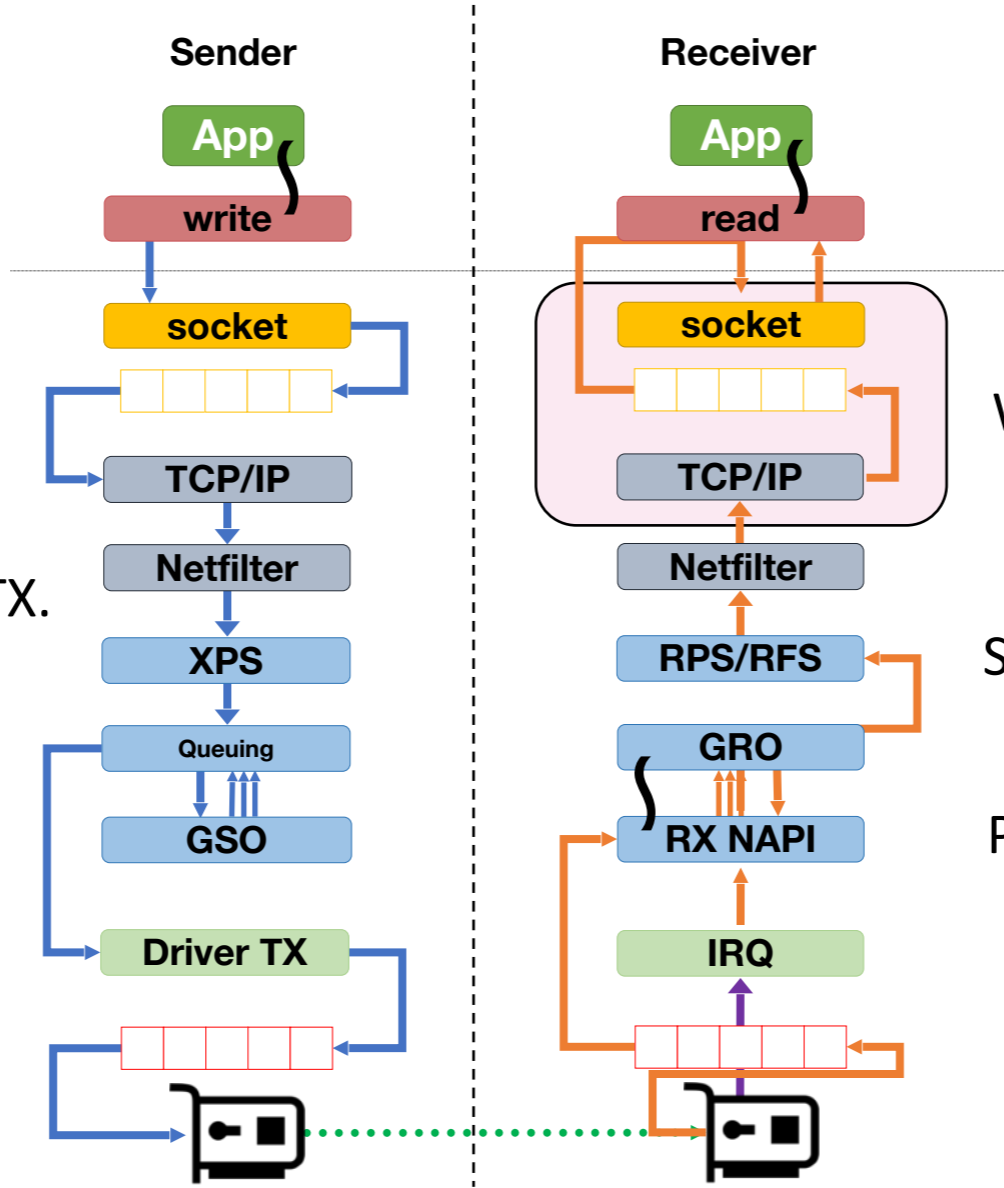 Sender
App
write
socket
TCP/IP
Netfilter
XPS
Queuing
GSO
Driver TX
TX.
Receiver
App
read
socket
TCP/IP
Netfilter
RPS/RFS
GRO
RX NAPI
IRQ